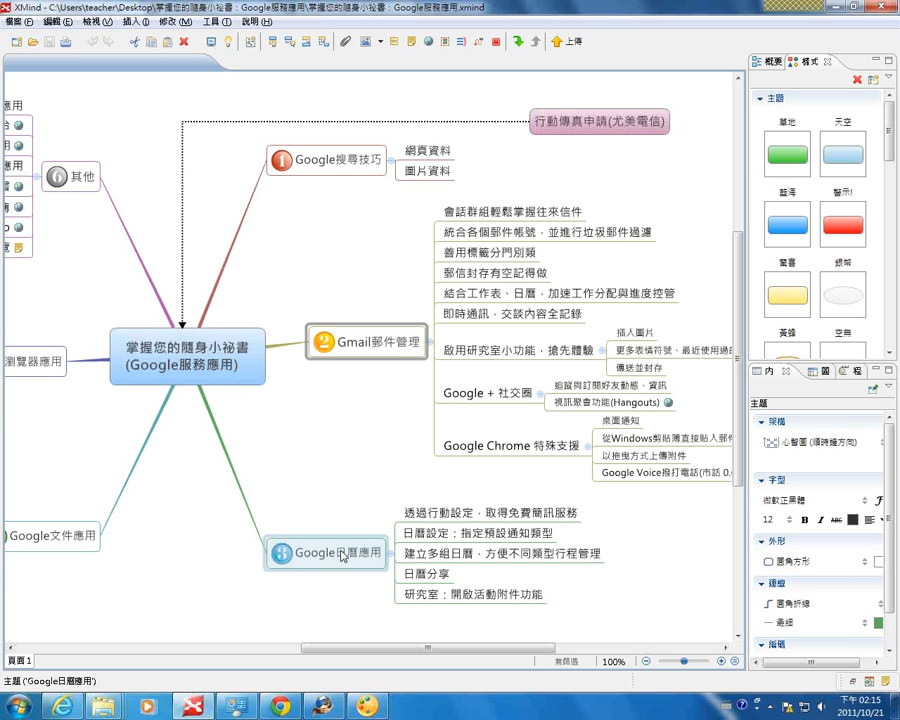 XMind - C:\Users\teacher\Desktop\掌握您的隨身小祕書：Google服務應用\掌握您的隨身小祕書：Google服務應用.xmind
檔案(F) 編輯(E) 檢視(V) 插入(I) 修改(M) 工具(T) 說明(H)
上傳
行動傳真申請(尤美電信)
應用
應用
6 其他
1 Google搜尋技巧
網頁資料
圖片資料
會話群組輕鬆掌握往來信件
統合各個郵件帳號，並進行垃圾郵件過濾
善用標籤分門別類
郵信封存有空記得做
結合工作表、日曆，加速工作分配與進度控管
即時通訊，交談內容全記錄
2 Gmail郵件管理
啟用研究室小功能，搶先體驗
插入圖片
更多表情符號、最近使用過
傳送並封存
Google + 社交圈
追蹤與訂閱好友動態、資訊
視訊聚會功能(Hangouts)
Google Chrome 特殊支援
桌面通知
從Windows剪貼簿直接貼入郵
以拖曳方式上傳附件
Google Voice撥打電話(市話 0.
掌握您的隨身小祕書
(Google服務應用)
瀏覽器應用
Google文件應用
3 Google日曆應用
透過行動設定，取得免費簡訊服務
日曆設定：指定預設通知類型
建立多組日曆，方便不同類型行程管理
日曆分享
研究室：開啟活動附件功能
概要 樣式
主題
草地 天空
藍海 警示!
驚喜 銀幣
黃蜂 空無
內 圖 程
主題
架構
心智圖 (順時鐘方向)
字型
微軟正黑體
12 B I ABC
外形
圓角方形
連線
圓角折線
最細
編碼
頁面 1
無篩選 100%
主題 ('Google日曆應用')
下午 02:15
2011/10/21